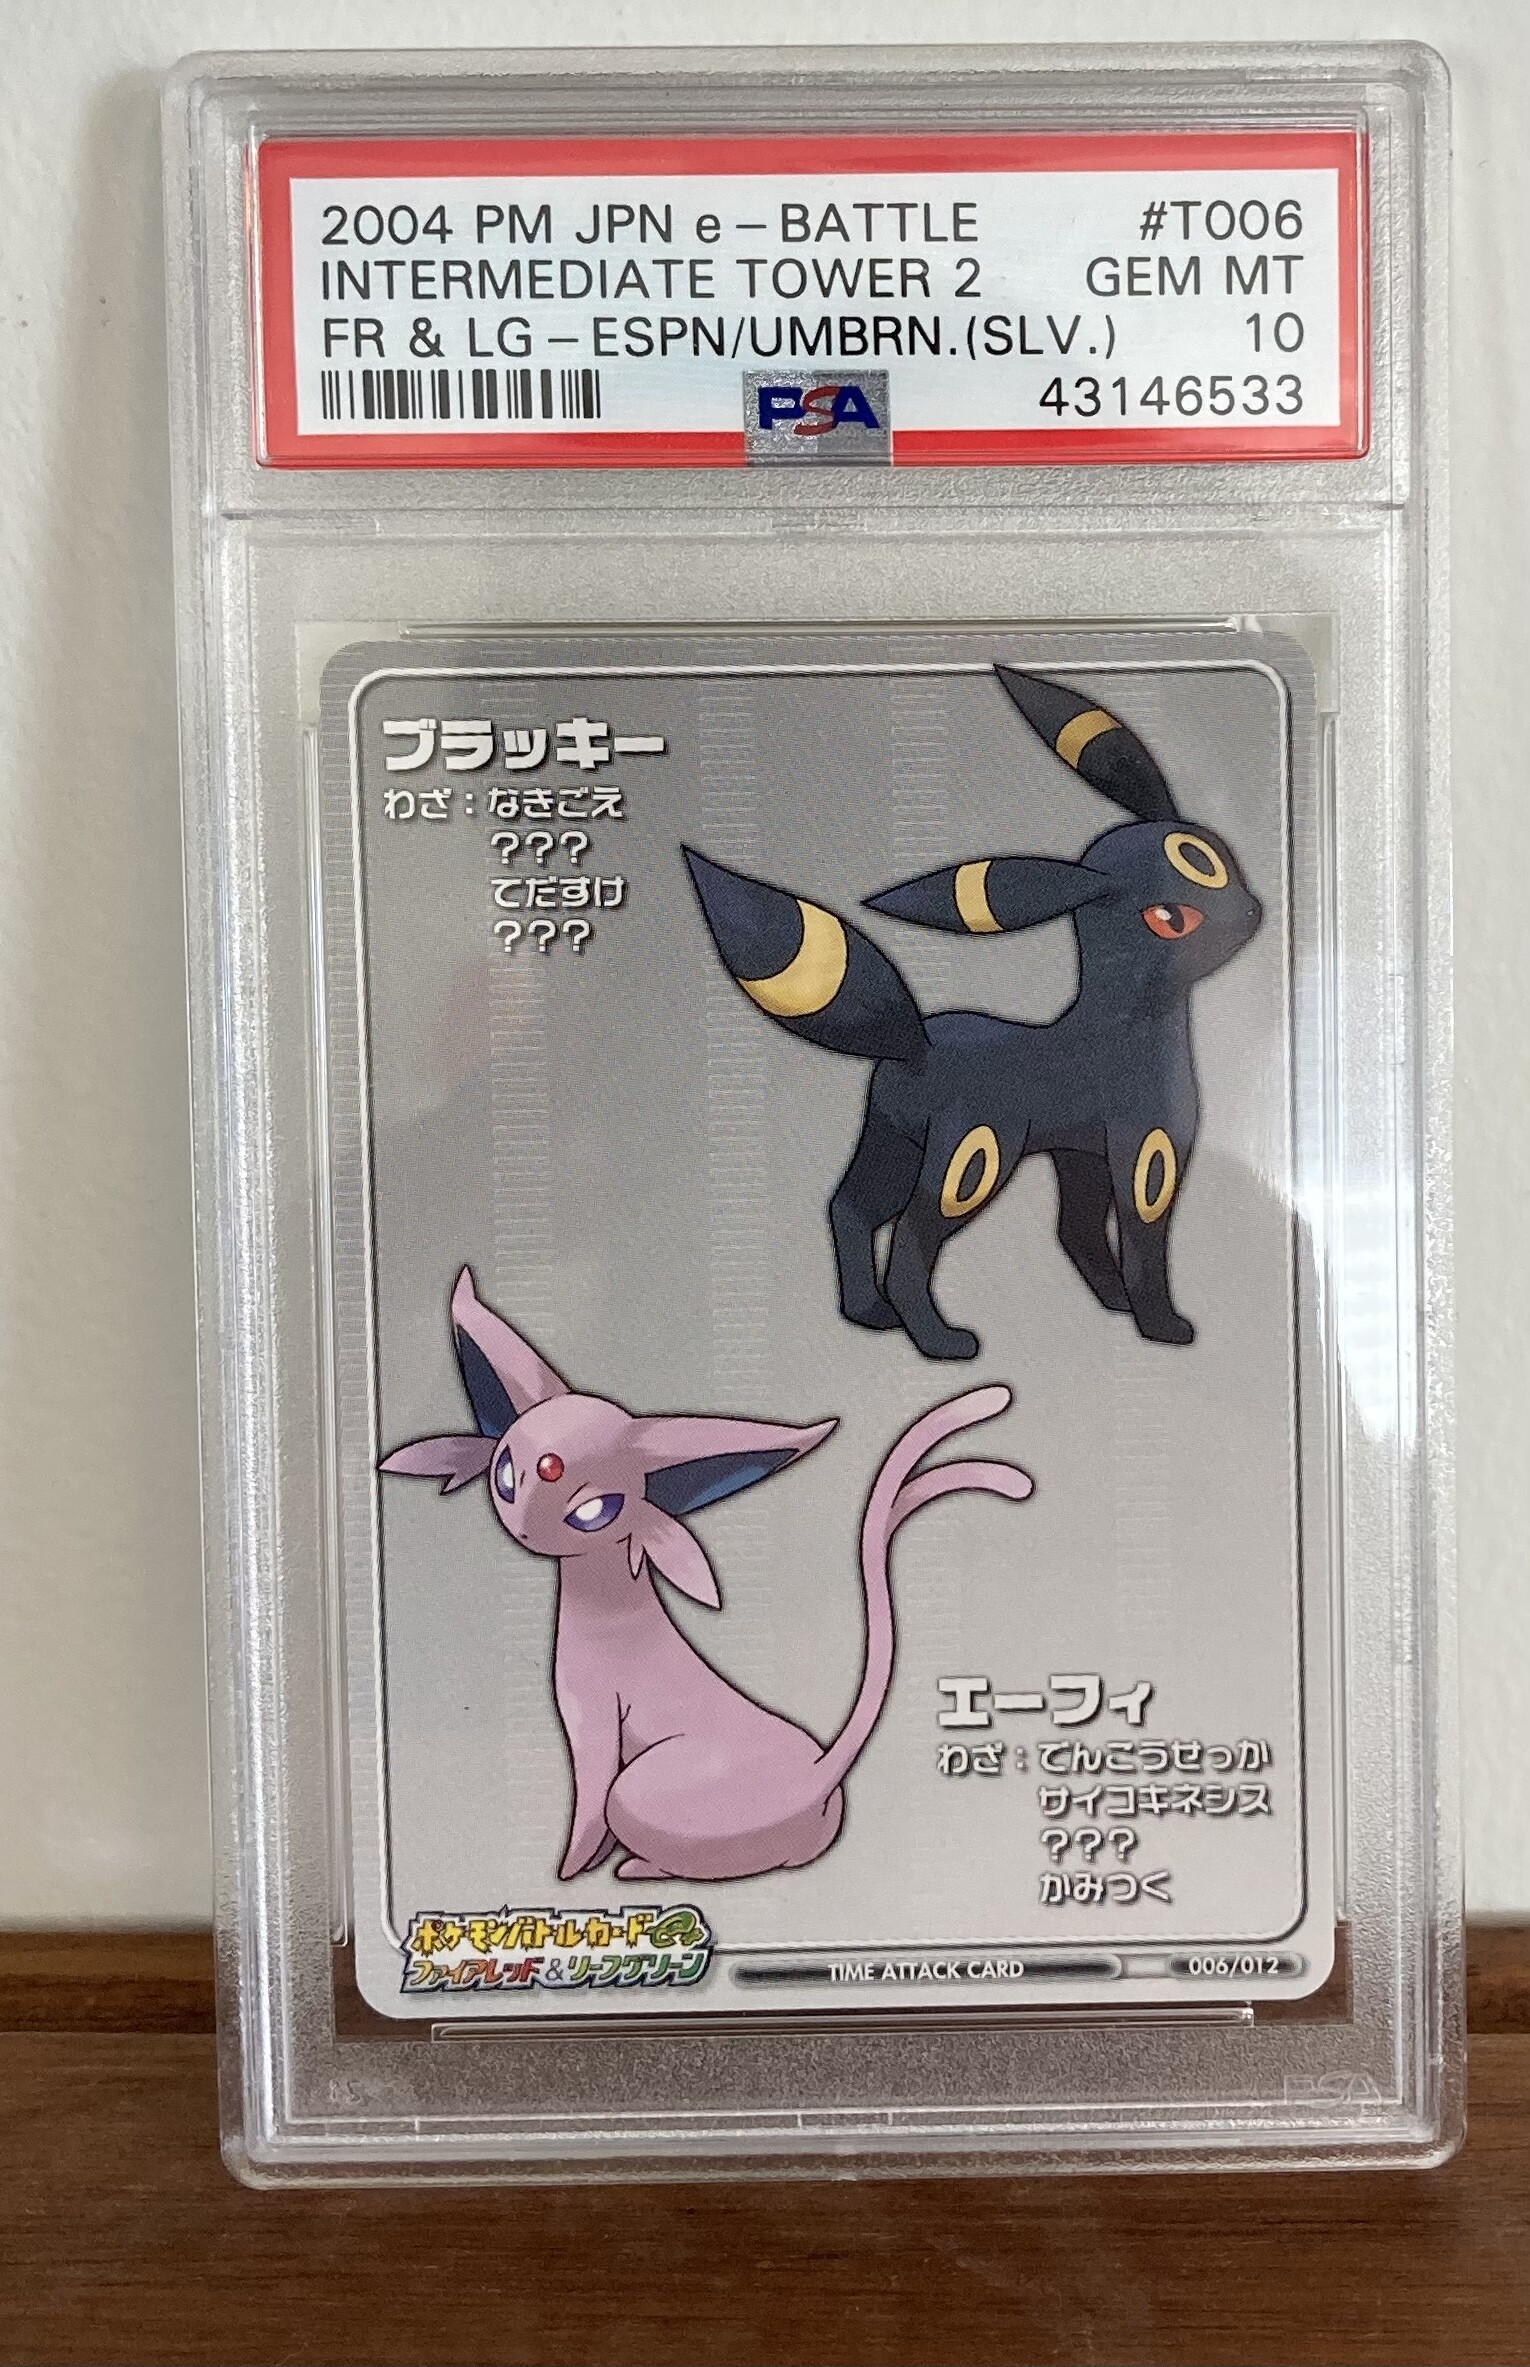 2004 PM JPN e-BATTLE #T006
INTERMEDIATE TOWER 2 GEM MT
FR & LG-ESPN/UMBRN.(SLV.) 10
PSA 43146533
ブラッキー
わざ：なきごえ
???
てだすけ
???
エーフィ
わざ：でんこうせっか
サイコキネシス
???
かみつく
ポケモンバトルカードe+
ファイアレッド&リーフグリーン
TIME ATTACK CARD 006/012
PSA